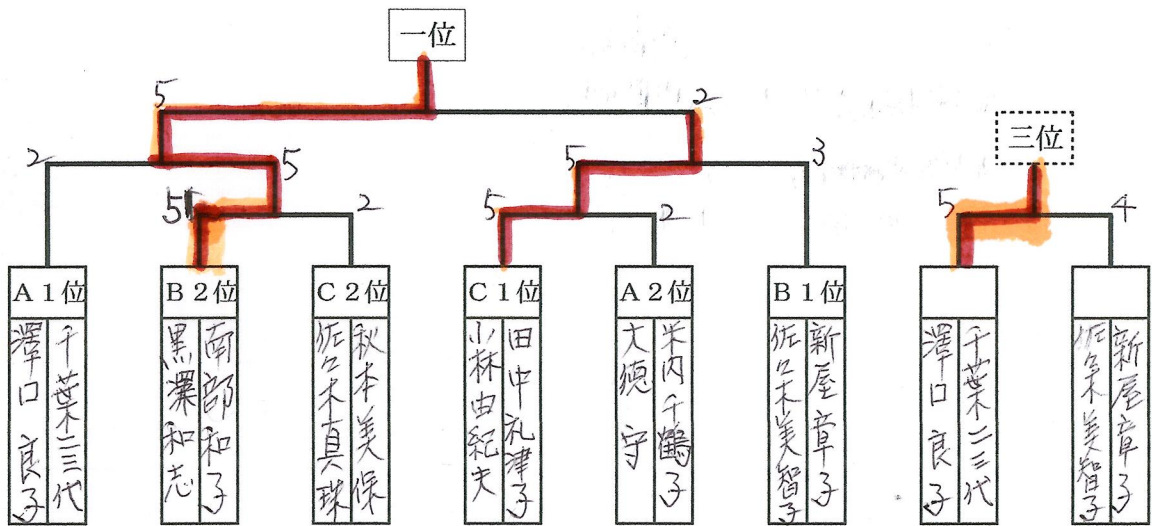 一位
5
2
三位
2
5
5
3
5
2
5
2
5
4
A1位
B2位
C2位
C1位
A2位
B1位
千葉二三代
澤口 良子
南部和子
黒澤和志
秋本美保
佐々木真珠
田中礼津子
小林由紀夫
米内千鶴子
大徳 守
新屋章子
佐々木美智子
千葉二三代
澤口 良子
新屋章子
佐々木美智子